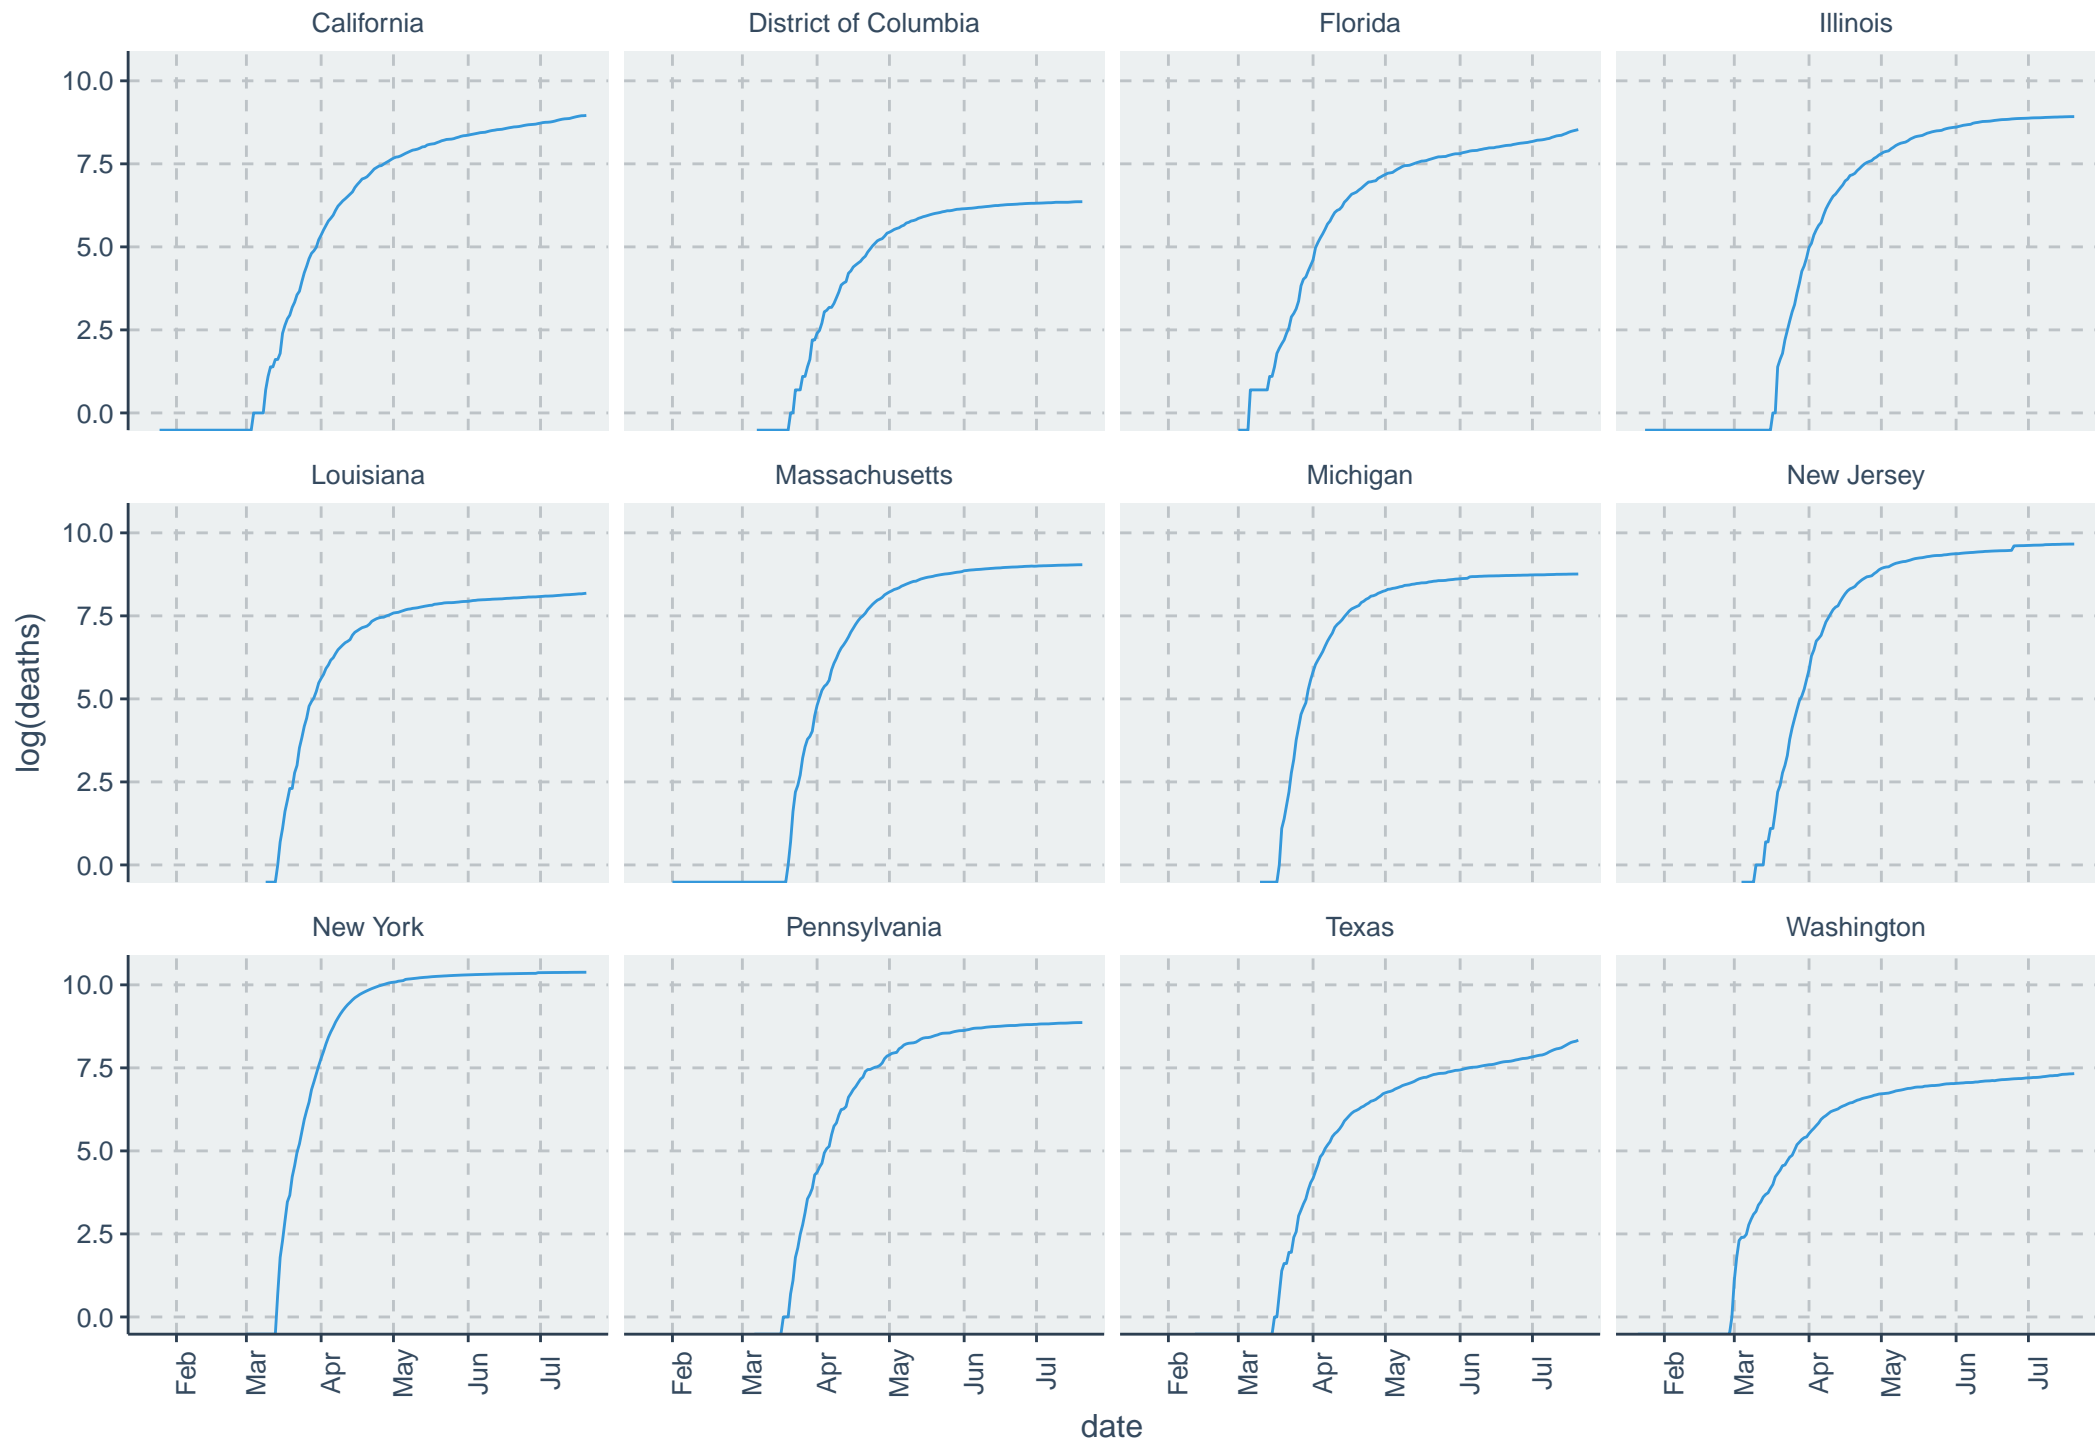 California
District of Columbia
Florida
Illinois
10.0
7.5
5.0
2.5
0.0
Louisiana
Massachusetts
Michigan
New Jersey
10.0
7.5
5.0
2.5
0.0
log(deaths)
New York
Pennsylvania
Texas
Washington
10.0
7.5
5.0
2.5
0.0
Feb Mar Apr May Jun Jul
Feb Mar Apr May Jun Jul
Feb Mar Apr May Jun Jul
Feb Mar Apr May Jun Jul
date